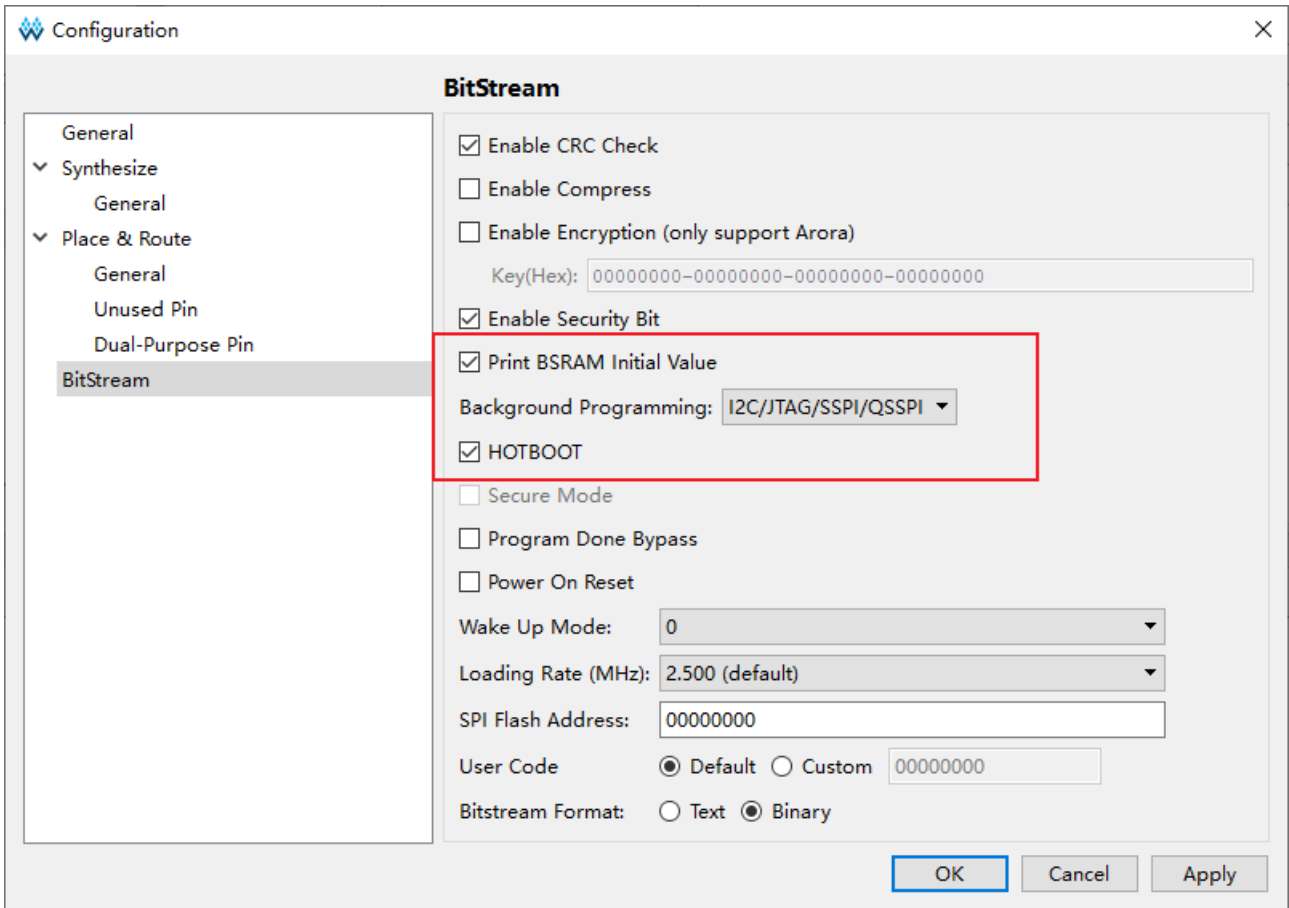 Configuration
BitStream
General
Synthesize
General
Place & Route
General
Unused Pin
Dual-Purpose Pin
BitStream
Enable CRC Check
Enable Compress
Enable Encryption (only support Arora)
Key(Hex): 00000000-00000000-00000000-00000000
Enable Security Bit
Print BSRAM Initial Value
Background Programming: I2C/JTAG/SSPI/QSSPI
HOTBOOT
Secure Mode
Program Done Bypass
Power On Reset
Wake Up Mode: 0
Loading Rate (MHz): 2.500 (default)
SPI Flash Address: 00000000
User Code Default Custom 00000000
Bitstream Format: Text Binary
OK Cancel Apply